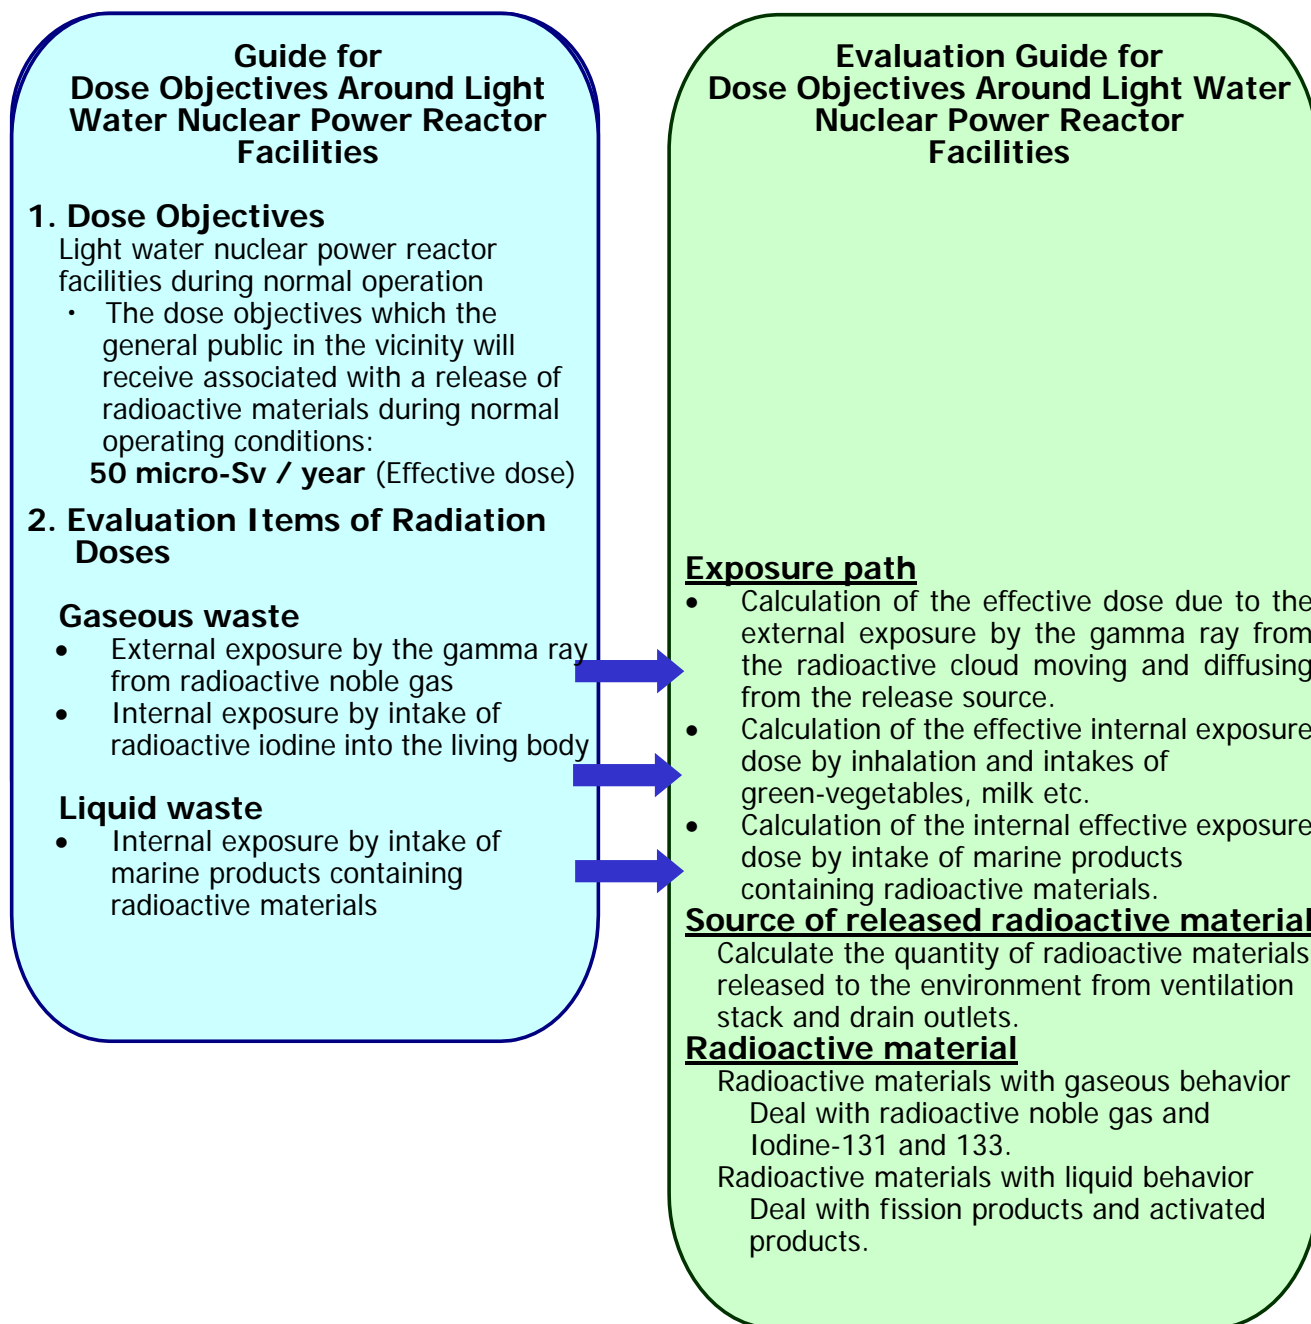 Guide for
Dose Objectives Around Light
Water Nuclear Power Reactor
Facilities
1. Dose Objectives
Light water nuclear power reactor
facilities during normal operation
・ The dose objectives which the
general public in the vicinity will
receive associated with a release of
radioactive materials during normal
operating conditions:
50 micro-Sv / year (Effective dose)
2. Evaluation Items of Radiation
Doses
Gaseous waste
• External exposure by the gamma ray
from radioactive noble gas
• Internal exposure by intake of
radioactive iodine into the living body
Liquid waste
• Internal exposure by intake of
marine products containing
radioactive materials
Evaluation Guide for
Dose Objectives Around Light Water
Nuclear Power Reactor
Facilities
Exposure path
• Calculation of the effective dose due to the
external exposure by the gamma ray from
the radioactive cloud moving and diffusing
from the release source.
• Calculation of the effective internal exposure
dose by inhalation and intakes of
green-vegetables, milk etc.
• Calculation of the internal effective exposure
dose by intake of marine products
containing radioactive materials.
Source of released radioactive material
Calculate the quantity of radioactive materials
released to the environment from ventilation
stack and drain outlets.
Radioactive material
Radioactive materials with gaseous behavior
Deal with radioactive noble gas and
Iodine-131 and 133.
Radioactive materials with liquid behavior
Deal with fission products and activated
products.